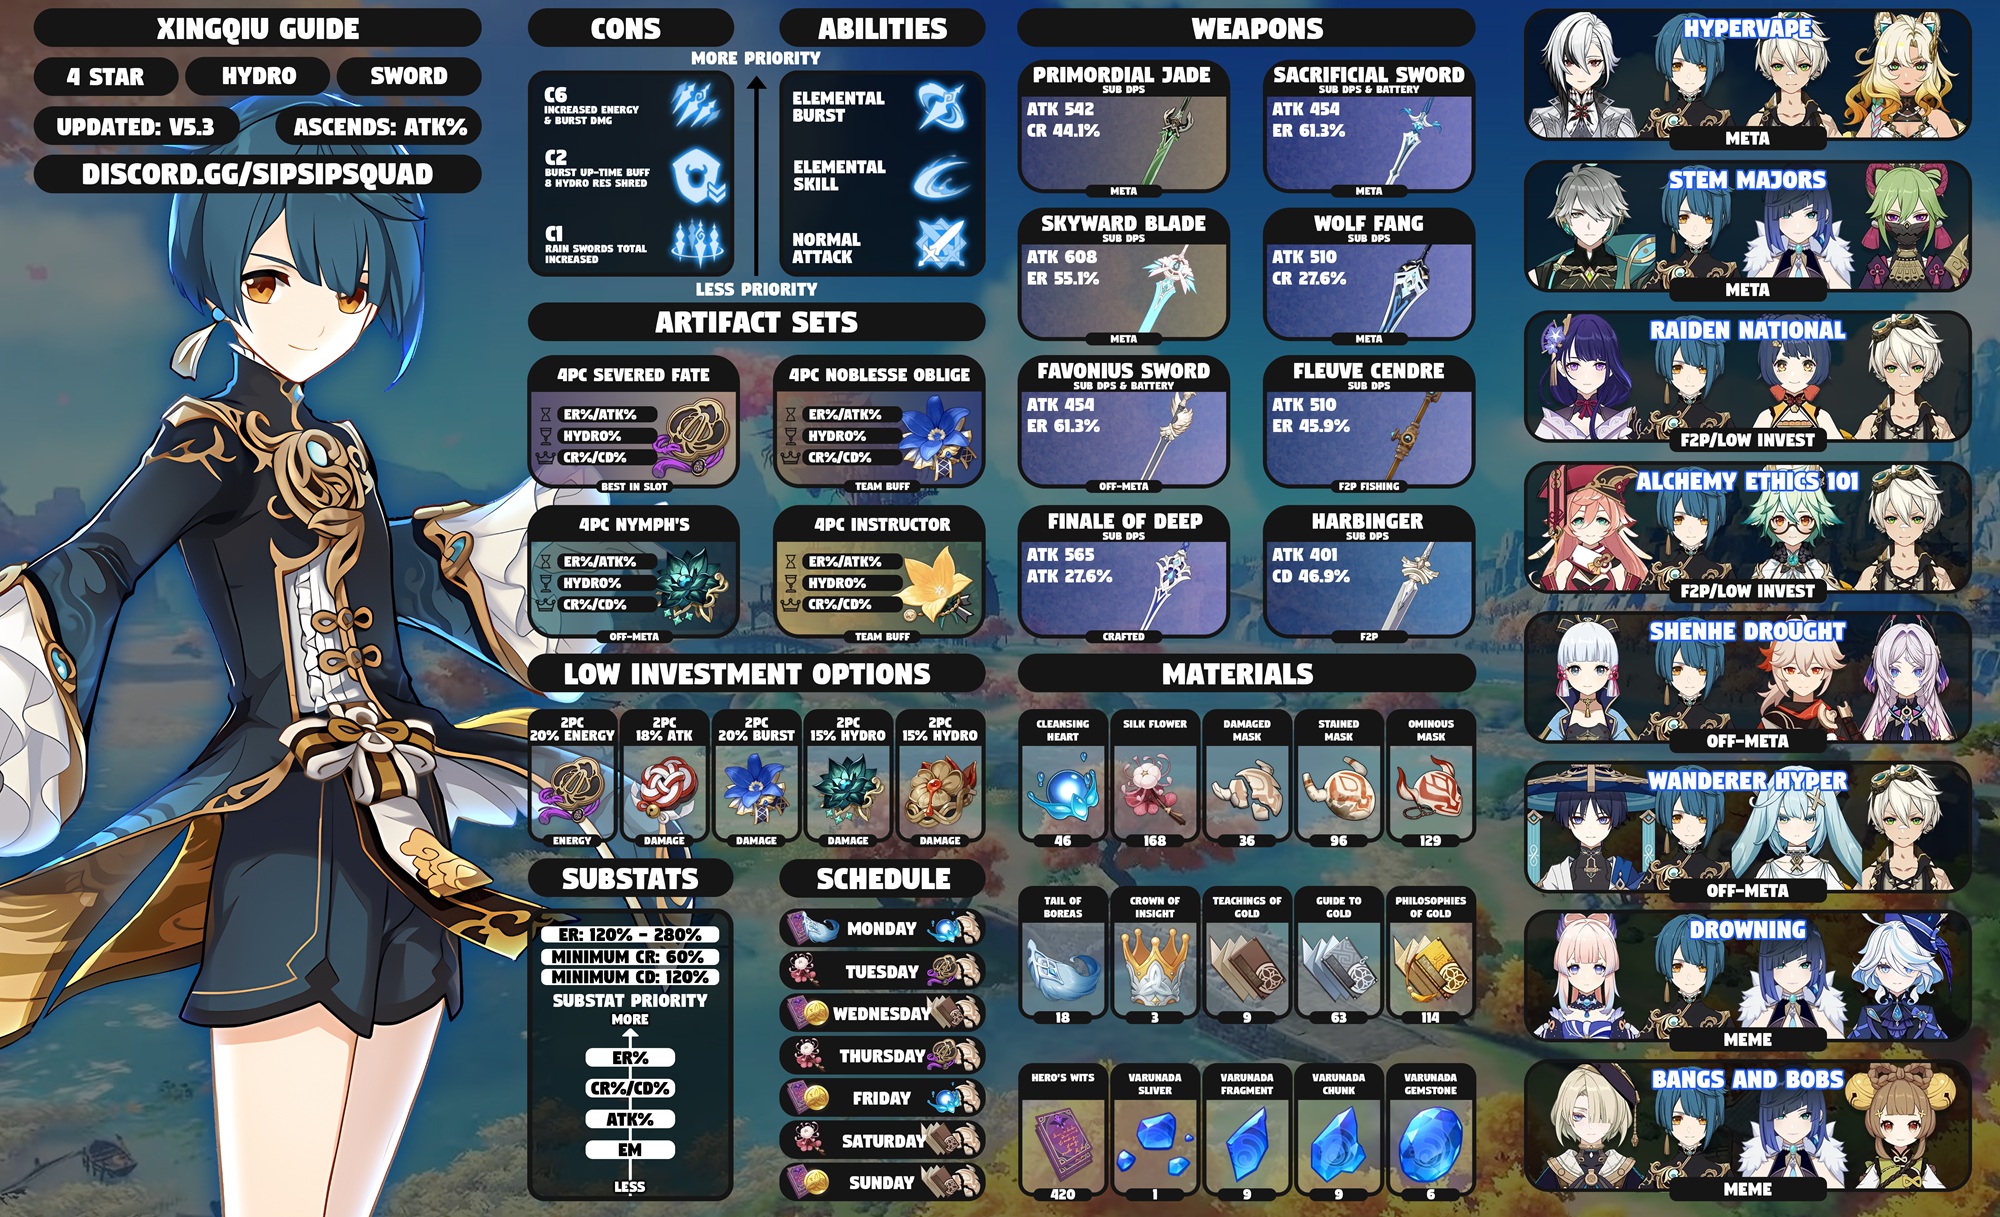 XINGQIU GUIDE
4 STAR
HYDRO
SWORD
UPDATED: V5.3
ASCENDS: ATK%
DISCORD.GG/SIPSIPSQUAD
CONS
ABILITIES
MORE PRIORITY
C6
INCREASED ENERGY
& BURST DMG
C2
BURST UP-TIME BUFF
& HYDRO RES SHRED
C1
RAIN SWORDS TOTAL
INCREASED
ELEMENTAL
BURST
ELEMENTAL
SKILL
NORMAL
ATTACK
LESS PRIORITY
ARTIFACT SETS
4PC SEVERED FATE
ER%/ATK%
HYDRO%
CR%/CD%
BEST IN SLOT
4PC NOBLESSE OBLIGE
ER%/ATK%
HYDRO%
CR%/CD%
TEAM BUFF
4PC NYMPH'S
ER%/ATK%
HYDRO%
CR%/CD%
OFF-META
4PC INSTRUCTOR
ER%/ATK%
HYDRO%
CR%/CD%
TEAM BUFF
LOW INVESTMENT OPTIONS
2PC
20% ENERGY
ENERGY
2PC
18% ATK
DAMAGE
2PC
20% BURST
DAMAGE
2PC
15% HYDRO
DAMAGE
2PC
15% HYDRO
DAMAGE
SUBSTATS
ER: 120% - 280%
MINIMUM CR: 60%
MINIMUM CD: 120%
SUBSTAT PRIORITY
MORE
ER%
CR%/CD%
ATK%
EM
LESS
SCHEDULE
MONDAY
TUESDAY
WEDNESDAY
THURSDAY
FRIDAY
SATURDAY
SUNDAY
WEAPONS
PRIMORDIAL JADE
SUB DPS
ATK 542
CR 44.1%
META
SACRIFICIAL SWORD
SUB DPS & BATTERY
ATK 454
ER 61.3%
META
SKYWARD BLADE
SUB DPS
ATK 608
ER 55.1%
META
WOLF FANG
SUB DPS
ATK 510
CR 27.6%
META
FAVONIUS SWORD
SUB DPS & BATTERY
ATK 454
ER 61.3%
OFF-META
FLEUVE CENDRE
SUB DPS
ATK 510
ER 45.9%
F2P FISHING
FINALE OF DEEP
SUB DPS
ATK 565
ATK 27.6%
CRAFTED
HARBINGER
SUB DPS
ATK 401
CD 46.9%
F2P
MATERIALS
CLEANSING
HEART
46
SILK FLOWER
168
DAMAGED
MASK
36
STAINED
MASK
96
OMINOUS
MASK
129
TAIL OF
BOREAS
18
CROWN OF
INSIGHT
3
TEACHINGS OF
GOLD
9
GUIDE TO
GOLD
63
PHILOSOPHIES
OF GOLD
114
HERO'S WITS
420
VARUNADA
SLIVER
1
VARUNADA
FRAGMENT
9
VARUNADA
CHUNK
9
VARUNADA
GEMSTONE
6
HYPERVAPE
META
STEM MAJORS
META
RAIDEN NATIONAL
F2P/LOW INVEST
ALCHEMY ETHICS 101
F2P/LOW INVEST
SHENHE DROUGHT
OFF-META
WANDERER HYPER
OFF-META
DROWNING
MEME
BANGS AND BOBS
MEME